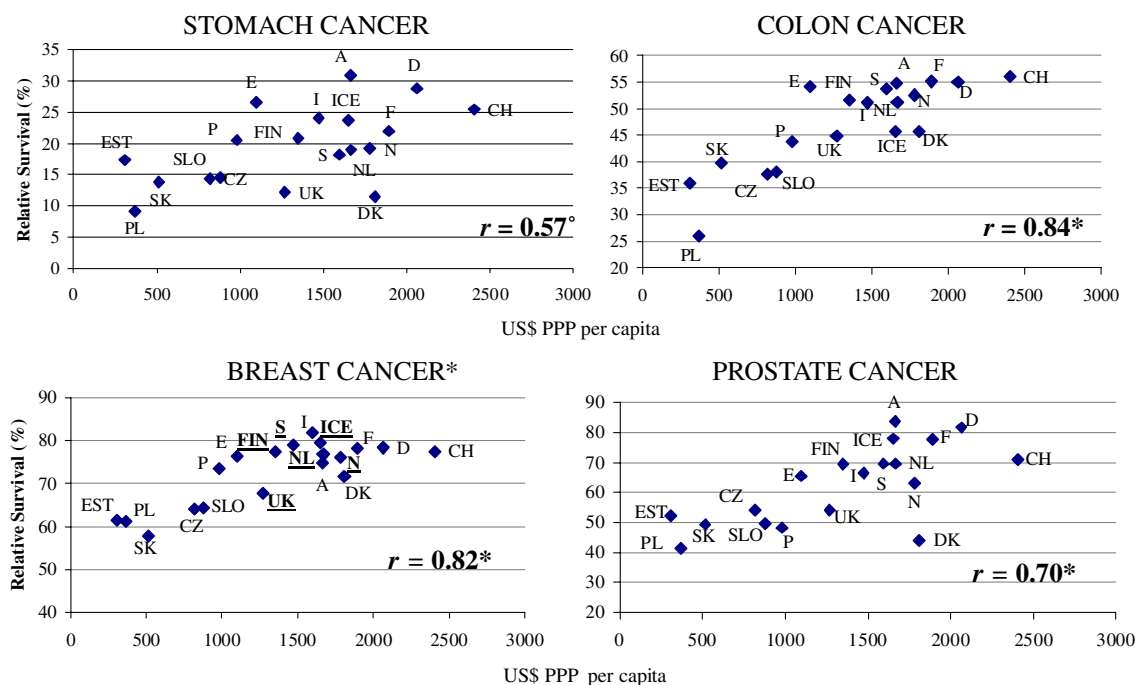 STOMACH CANCER
Relative Survival (%)
35
30
25
20
15
10
5
0
EST
PL
SK
SLO
CZ
P
E
FIN
UK
I
A
ICE
S
NL
N
F
DK
D
CH
r = 0.57°
0 500 1000 1500 2000 2500 3000
COLON CANCER
60
55
50
45
40
35
30
25
20
EST
PL
SK
CZ
SLO
P
E
FIN
UK
I
S
A
NL
ICE
N
F
DK
D
CH
r = 0.84*
0 500 1000 1500 2000 2500 3000
US$ PPP per capita
BREAST CANCER*
Relative Survival (%)
90
80
70
60
50
40
EST
PL
SK
CZ
SLO
P
E
FIN
UK
S
I
ICE
NL
A
N
DK
F
D
CH
r = 0.82*
0 500 1000 1500 2000 2500 3000
PROSTATE CANCER
100
90
80
70
60
50
40
30
20
EST
PL
SK
CZ
SLO
P
E
FIN
UK
I
ICE
A
S
NL
N
F
DK
D
CH
r = 0.70*
0 500 1000 1500 2000 2500 3000
US$ PPP per capita